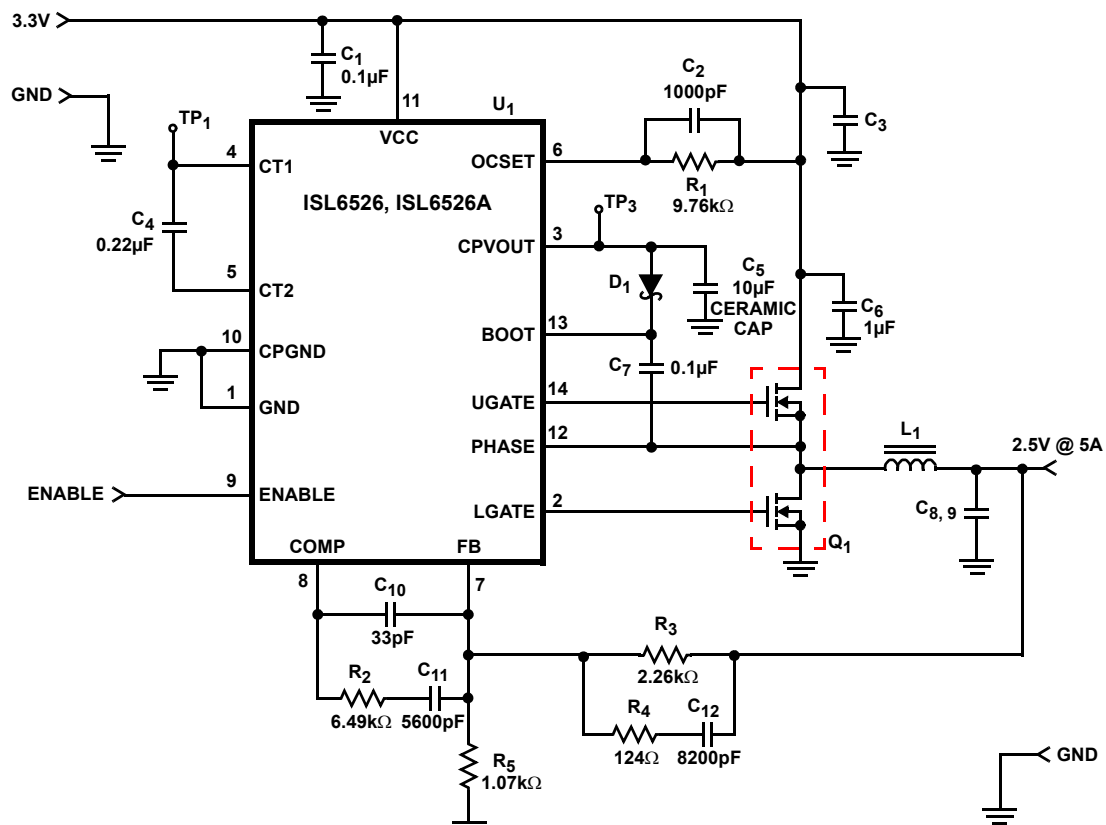 3.3V
C1
0.1µF
GND
TP1
11
U1
VCC
C2
1000pF
C3
4
CT1
OCSET
6
R1
9.76kΩ
ISL6526, ISL6526A
TP3
C4
0.22µF
CPVOUT
3
D1
C5
10µF
CERAMIC
CAP
5
CT2
C6
1µF
BOOT
13
10
CPGND
C7
0.1µF
1
GND
UGATE
14
PHASE
12
L1
2.5V @ 5A
ENABLE
9
ENABLE
LGATE
2
C8, 9
Q1
COMP
FB
8
7
C10
33pF
R3
2.26kΩ
R2
6.49kΩ
C11
5600pF
R4
124Ω
C12
8200pF
R5
1.07kΩ
GND